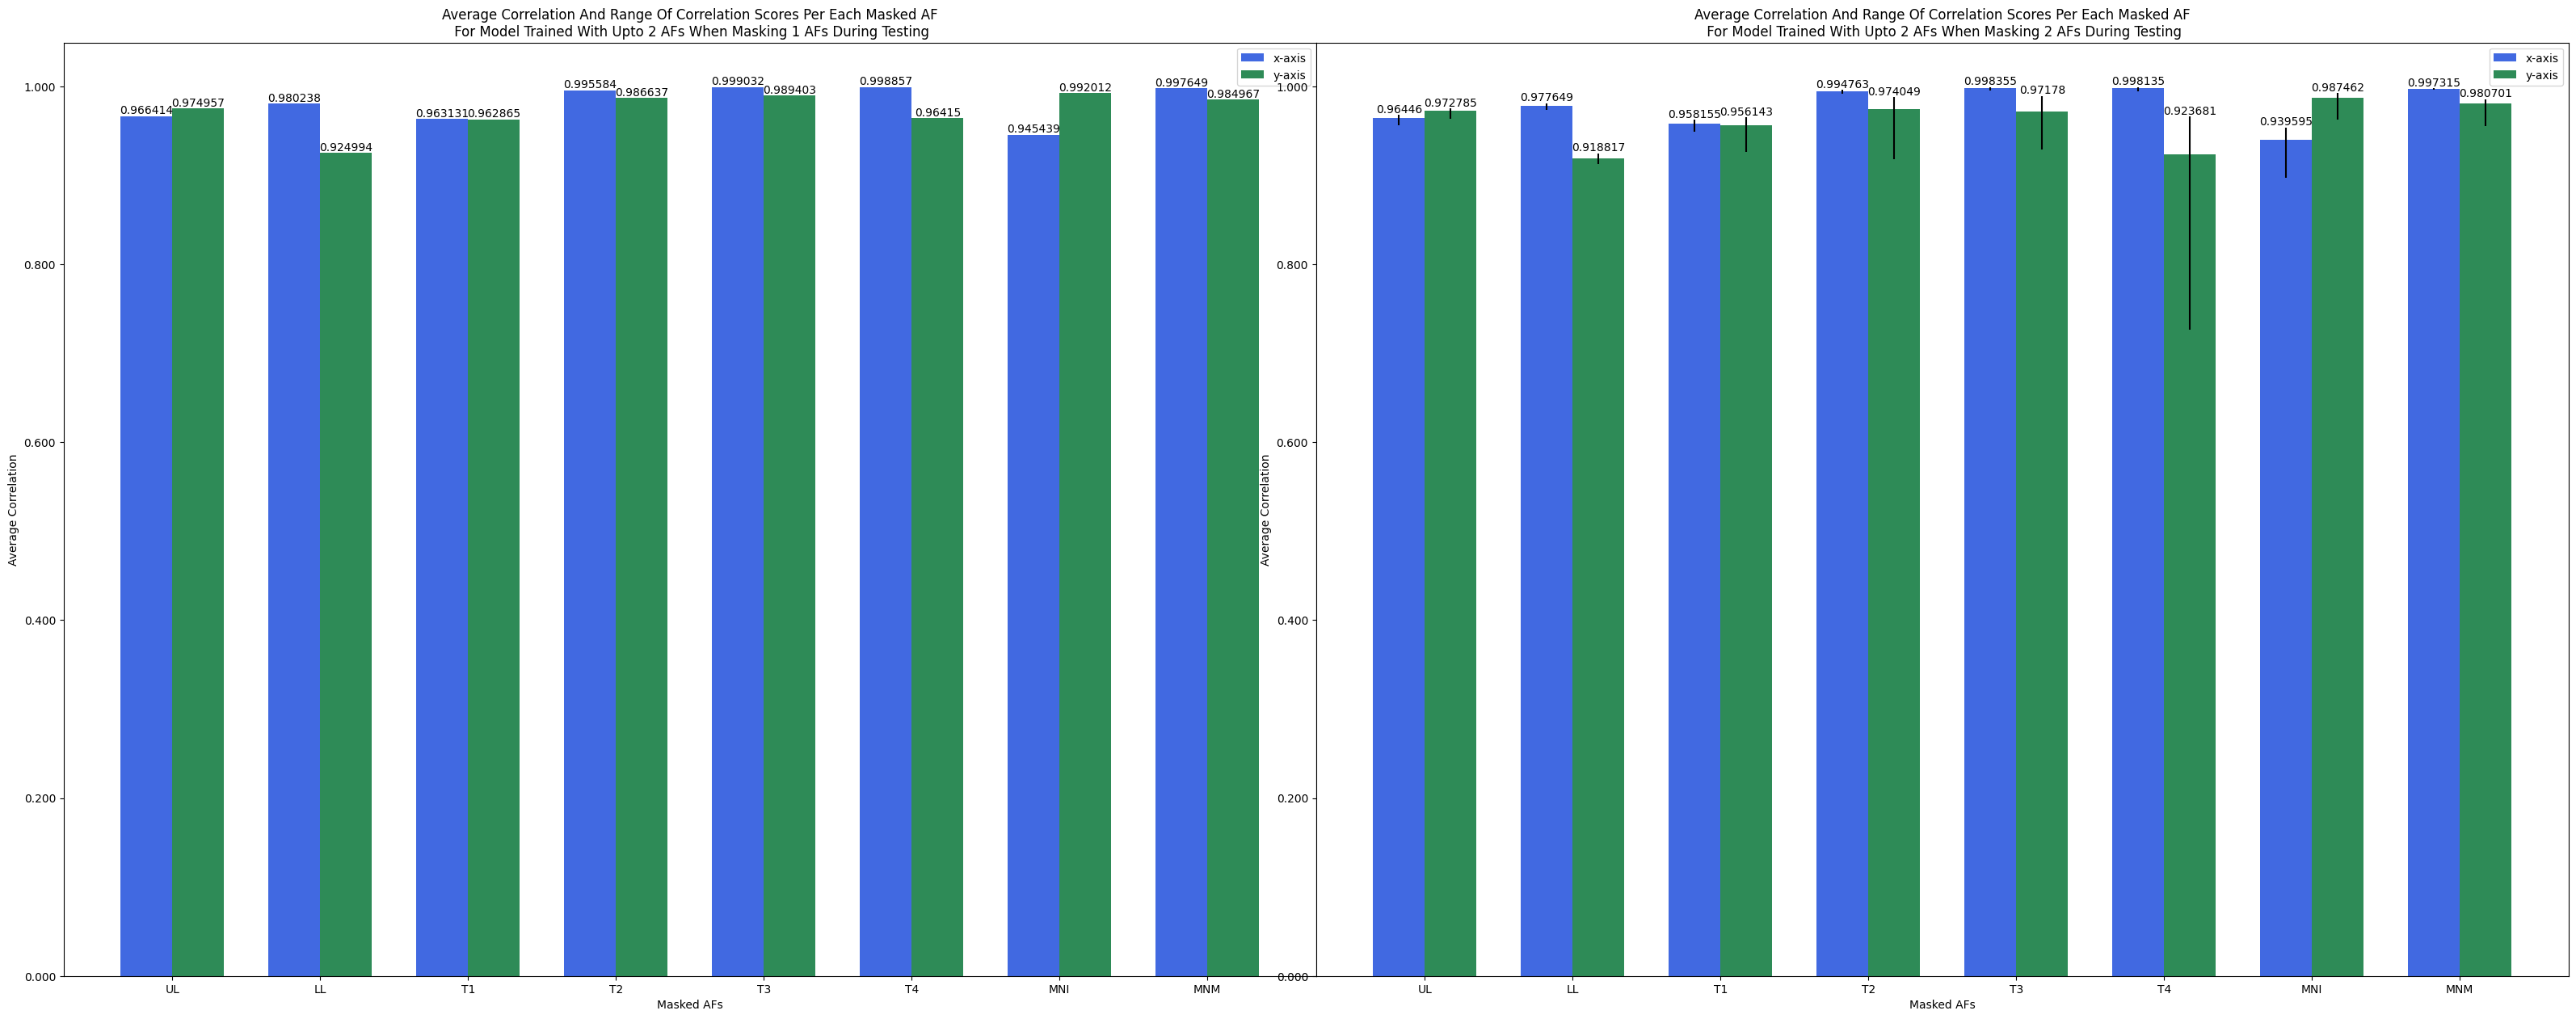 Average Correlation And Range Of Correlation Scores Per Each Masked AF
For Model Trained With Upto 2 AFs When Masking 1 AFs During Testing
x-axis
y-axis
1.000
0.800
0.600
0.400
0.200
0.000
Average Correlation
0.966414
0.974957
0.980238
0.924994
0.963131
0.962865
0.995584
0.986637
0.999032
0.989403
0.998857
0.96415
0.945439
0.992012
0.997649
0.984967
UL
LL
T1
T2
T3
T4
MNI
MNM
Masked AFs
Average Correlation And Range Of Correlation Scores Per Each Masked AF
For Model Trained With Upto 2 AFs When Masking 2 AFs During Testing
x-axis
y-axis
1.000
0.800
0.600
0.400
0.200
0.000
Average Correlation
0.96446
0.972785
0.977649
0.918817
0.958155
0.956143
0.994763
0.974049
0.998355
0.97178
0.998135
0.923681
0.939595
0.987462
0.997315
0.980701
UL
LL
T1
T2
T3
T4
MNI
MNM
Masked AFs